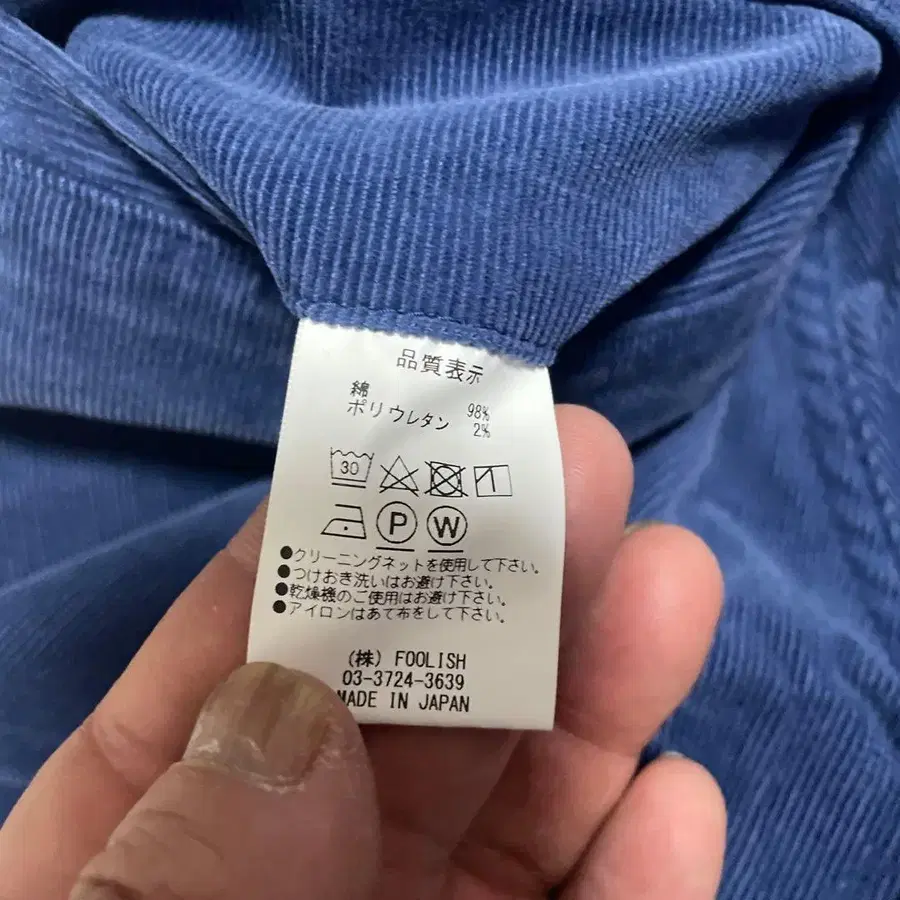 品質表示
綿 98%
ポリウレタン 2%
30
P W
●クリーニングネットを使用して下さい。
●つけおき洗いはお避け下さい。
●乾燥機のご使用はお避け下さい。
●アイロンはあて布をして下さい。
(株) FOOLISH
03-3724-3639
MADE IN JAPAN